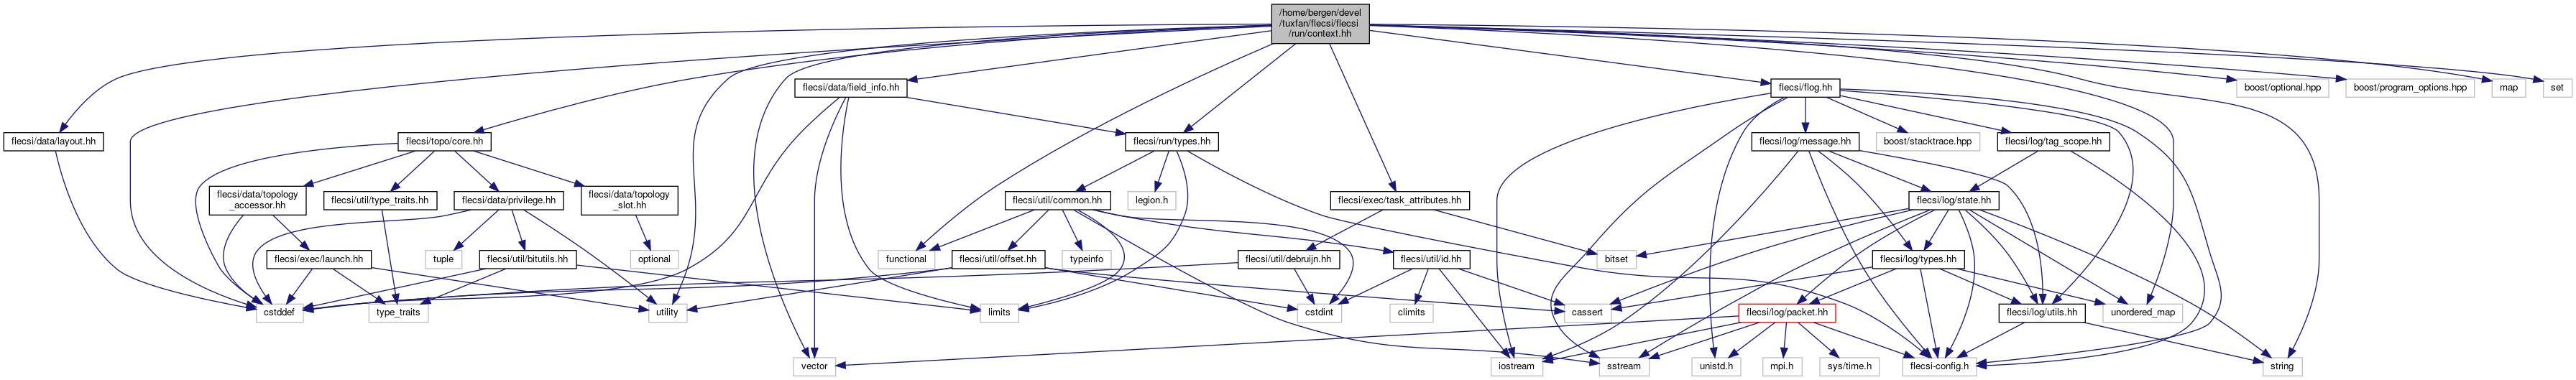 /home/bergen/devel
/tuxfan/flecsi/flecsi
/run/context.hh
flecsi/data/field_info.hh
flecsi/flog.hh
boost/optional.hpp
boost/program_options.hpp
map
set
flecsi/data/layout.hh
flecsi/topo/core.hh
flecsi/run/types.hh
flecsi/log/message.hh
boost/stacktrace.hpp
flecsi/log/tag_scope.hh
flecsi/data/topology
_accessor.hh
flecsi/util/type_traits.hh
flecsi/data/privilege.hh
flecsi/data/topology
_slot.hh
flecsi/util/common.hh
legion.h
flecsi/exec/task_attributes.hh
flecsi/log/state.hh
flecsi/exec/launch.hh
tuple
flecsi/util/bitutils.hh
optional
functional
flecsi/util/offset.hh
typeinfo
flecsi/util/debruijn.hh
flecsi/util/id.hh
bitset
flecsi/log/types.hh
cstddef
type_traits
utility
limits
cstdint
climits
cassert
flecsi/log/packet.hh
flecsi/log/utils.hh
unordered_map
vector
iostream
sstream
unistd.h
mpi.h
sys/time.h
flecsi-config.h
string